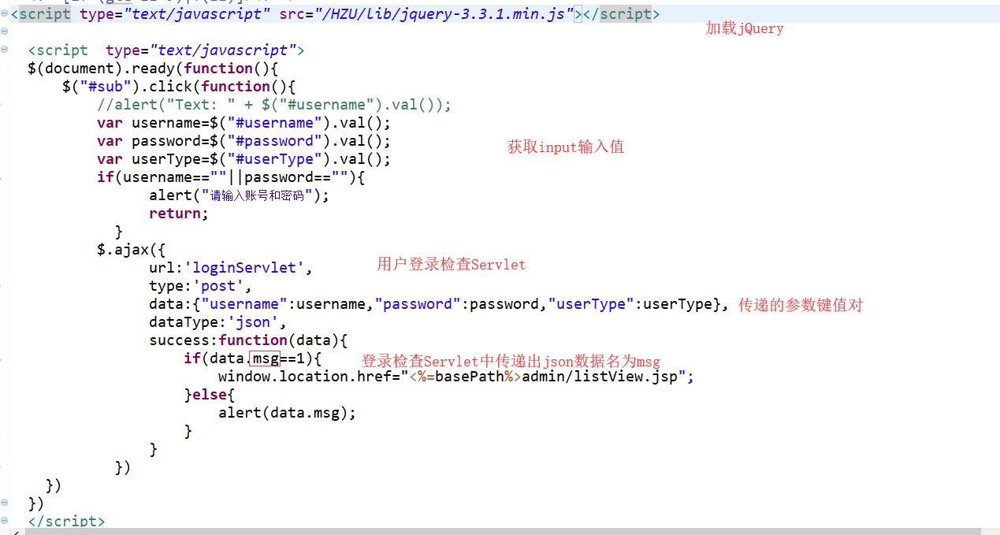 <script type="text/javascript" src="/HZU/lib/jquery-3.3.1.min.js"></script>
加载jQuery
<script  type="text/javascript">
$(document).ready(function(){
$("#sub").click(function(){
//alert("Text: " + $("#username").val());
var username=$("#username").val();
var password=$("#password").val();
获取input输入值
var userType=$("#userType").val();
if(username==""||password==""){
alert("请输入账号和密码");
return;
}
$.ajax({
url:'loginServlet',
用户登录检查Servlet
type:'post',
data:{"username":username,"password":password,"userType":userType}, 传递的参数键值对
dataType:'json',
success:function(data){
if(data.msg==1){ 登录检查Servlet中传递出json数据名为msg
window.location.href="<%=basePath%>admin/listView.jsp";
}else{
alert(data.msg);
}
}
})
})
})
</script>